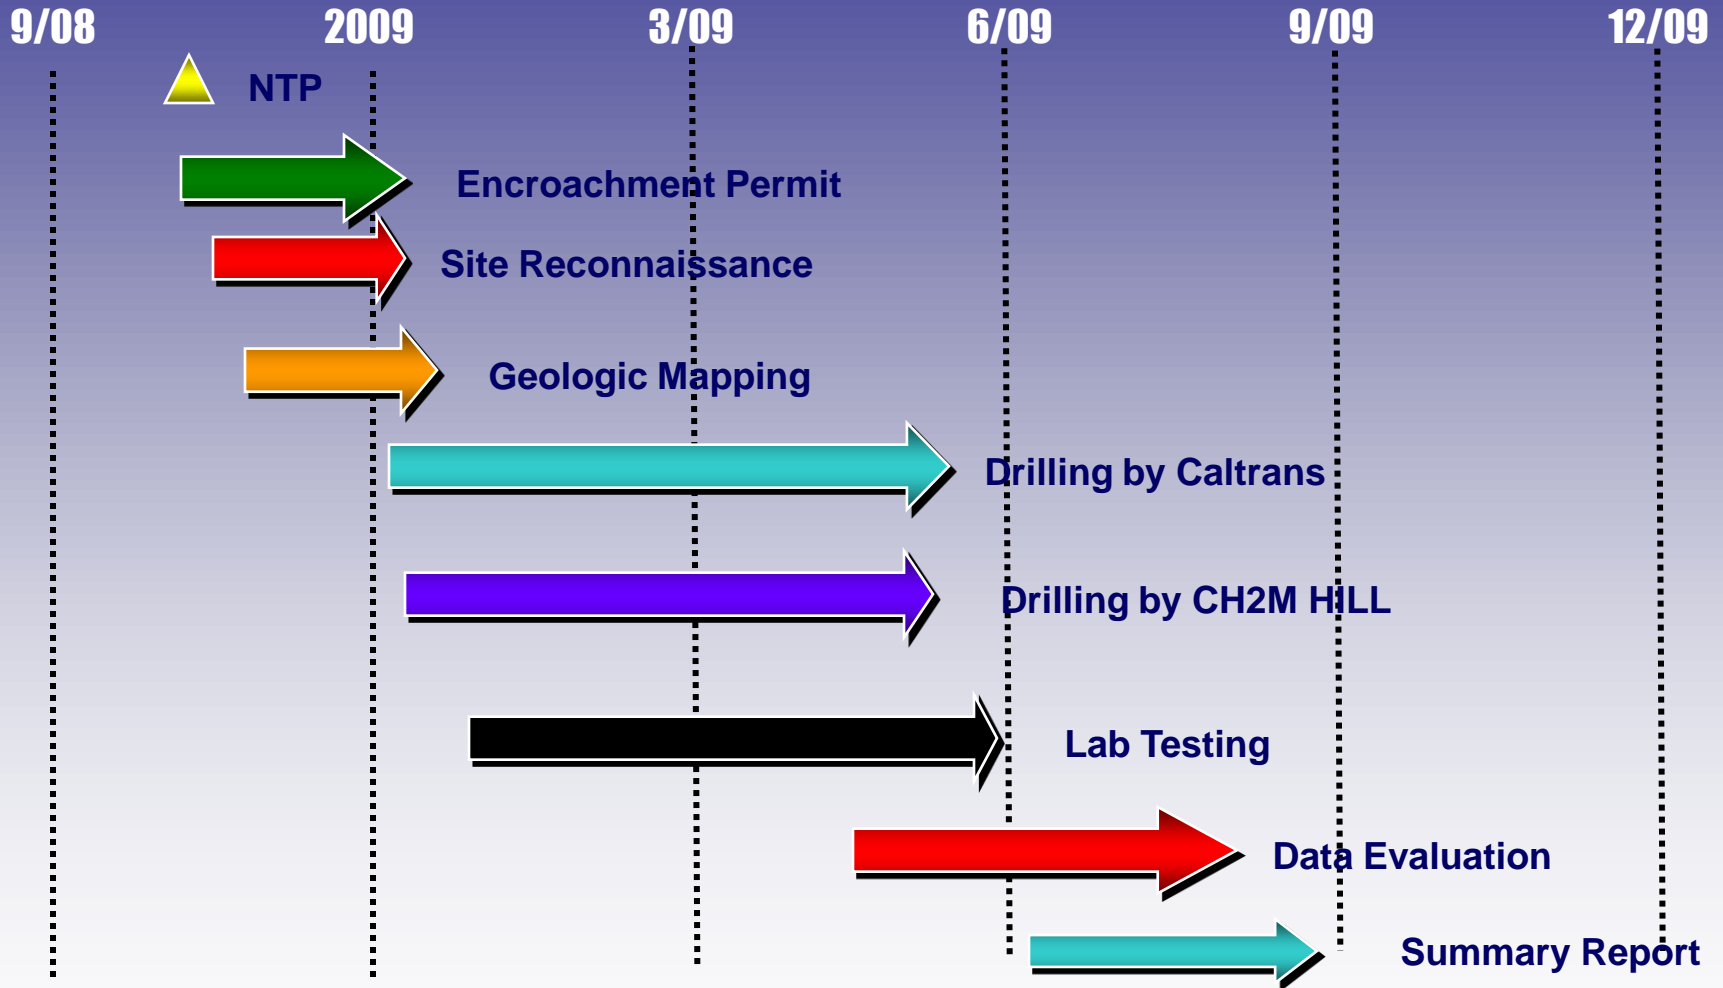 9/08 2009 3/09 6/09 9/09 12/09
NTP
Encroachment Permit
Site Reconnaissance
Geologic Mapping
Drilling by Caltrans
Drilling by CH2M HILL
Lab Testing
Data Evaluation
Summary Report